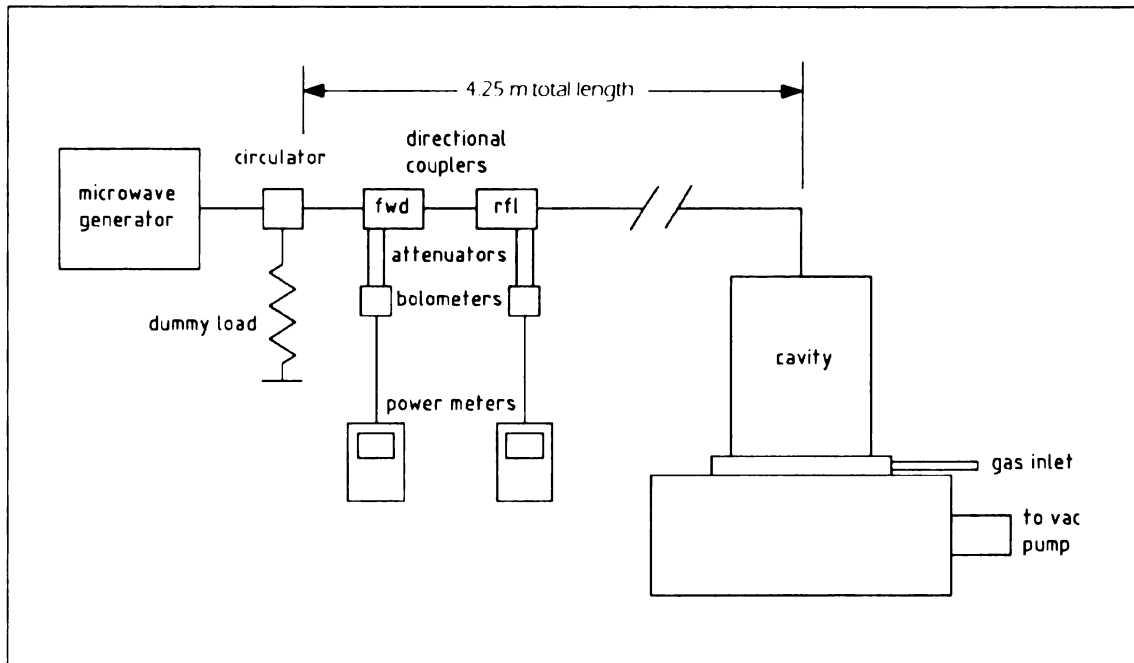 4.25 m total length
directional
couplers
circulator
microwave
generator
fwd
rfl
attenuators
bolometers
dummy load
cavity
power meters
gas inlet
to vac
pump